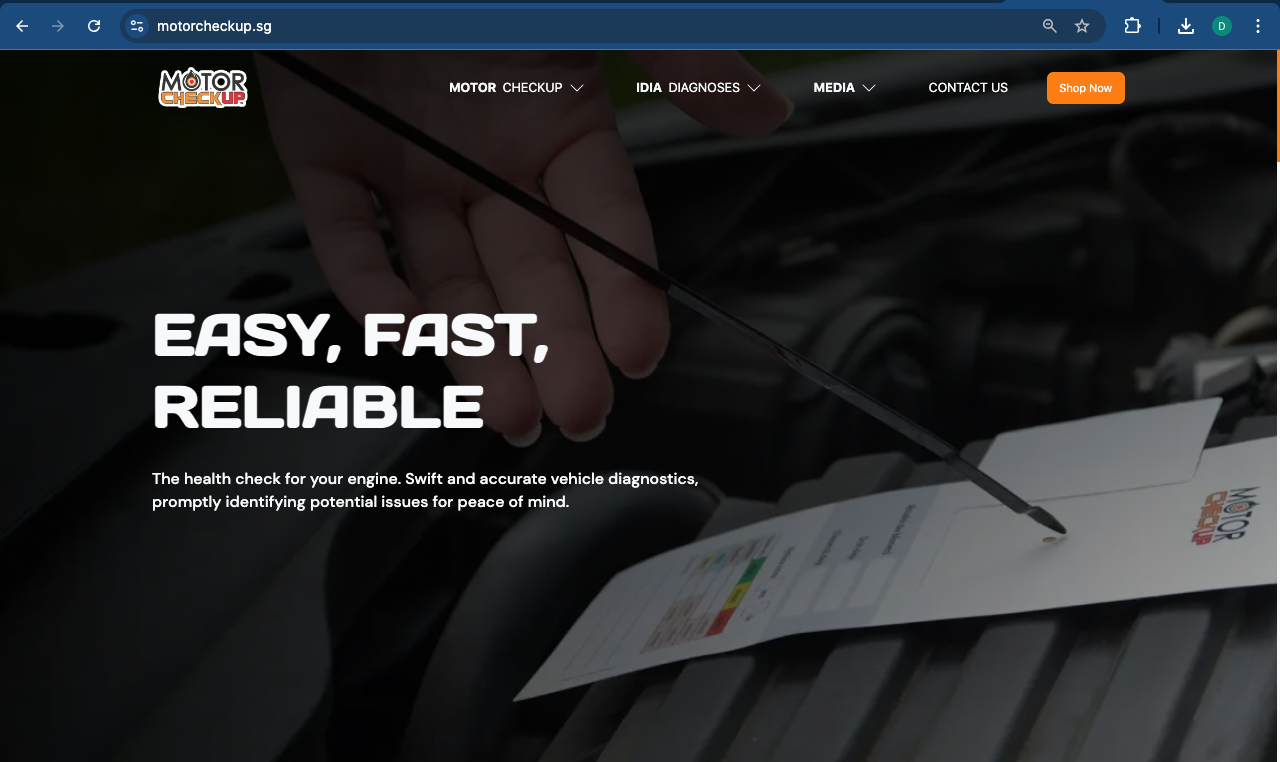 motorcheckup.sg
D
MOTOR
CHECKUP
MOTOR CHECKUP
IDIA DIAGNOSES
MEDIA
CONTACT US
Shop Now
EASY, FAST,
RELIABLE
The health check for your engine. Swift and accurate vehicle diagnostics,
promptly identifying potential issues for peace of mind.
MOTOR
CHECKUP